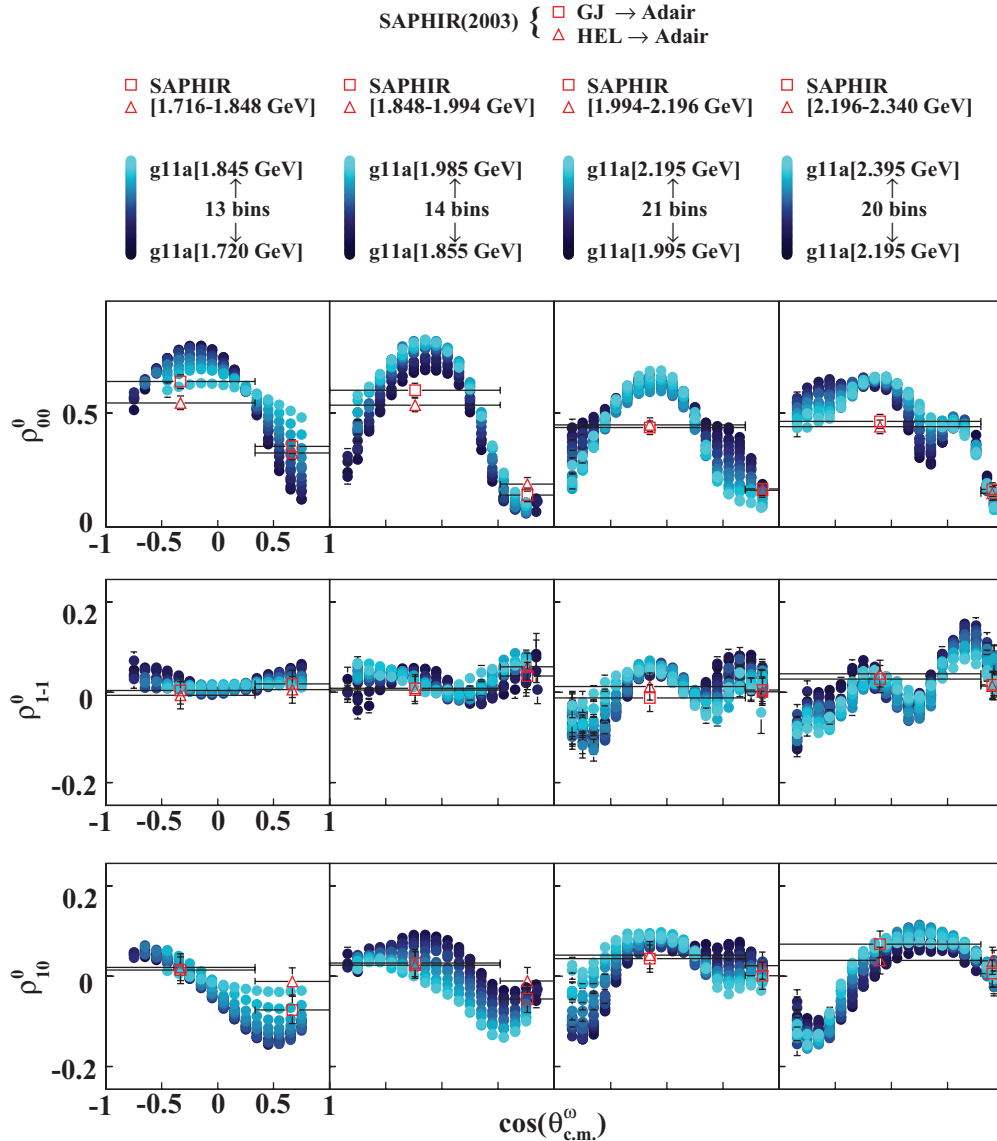 SAPHIR(2003) { GJ → Adair
HEL → Adair
SAPHIR
[1.716-1.848 GeV]
SAPHIR
[1.848-1.994 GeV]
SAPHIR
[1.994-2.196 GeV]
SAPHIR
[2.196-2.340 GeV]
g11a[1.845 GeV]
13 bins
g11a[1.720 GeV]
g11a[1.985 GeV]
14 bins
g11a[1.855 GeV]
g11a[2.195 GeV]
21 bins
g11a[1.995 GeV]
g11a[2.395 GeV]
20 bins
g11a[2.195 GeV]
ρ⁰₀₀
0.5
0
-1 -0.5 0 0.5 1
ρ⁰₁₋₁
0.2
0
-0.2
-1 -0.5 0 0.5 1
ρ⁰₁₀
0.2
0
-0.2
-1 -0.5 0 0.5 1
cos(θ^ω_c.m.)